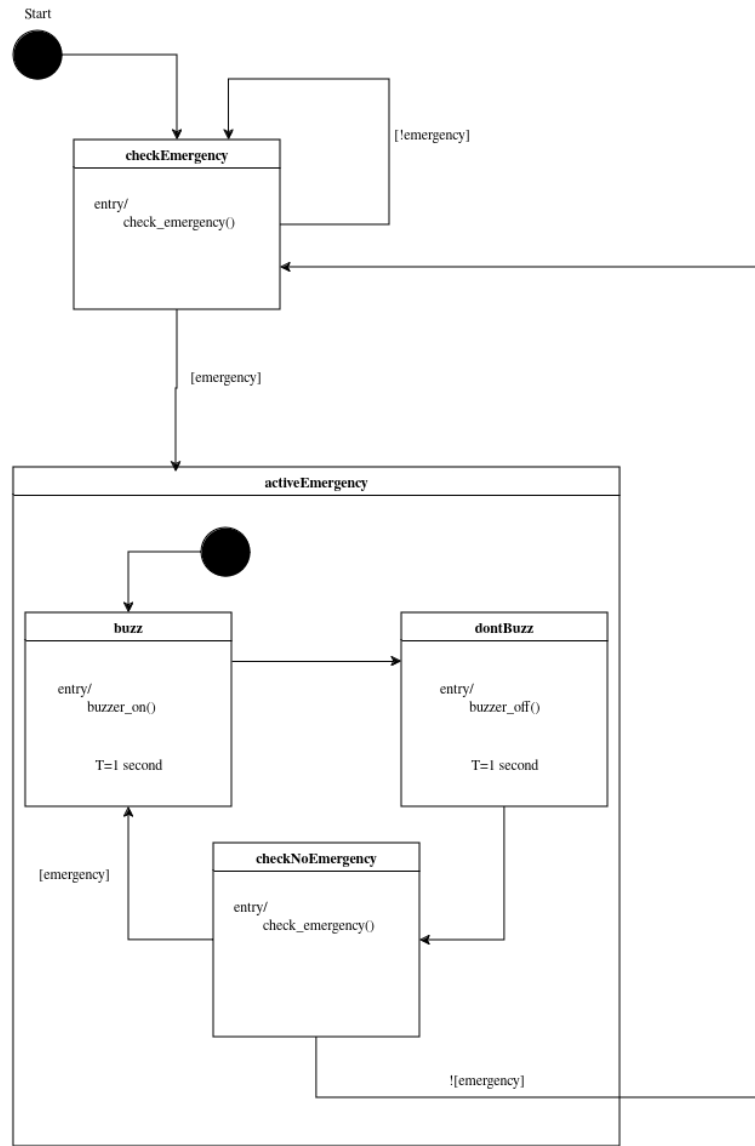 Start
[!emergency]
checkEmergency
entry/
check_emergency()
[emergency]
activeEmergency
buzz
dontBuzz
entry/
buzzer_on()
entry/
buzzer_off()
T=1 second
T=1 second
checkNoEmergency
[emergency]
entry/
check_emergency()
![emergency]